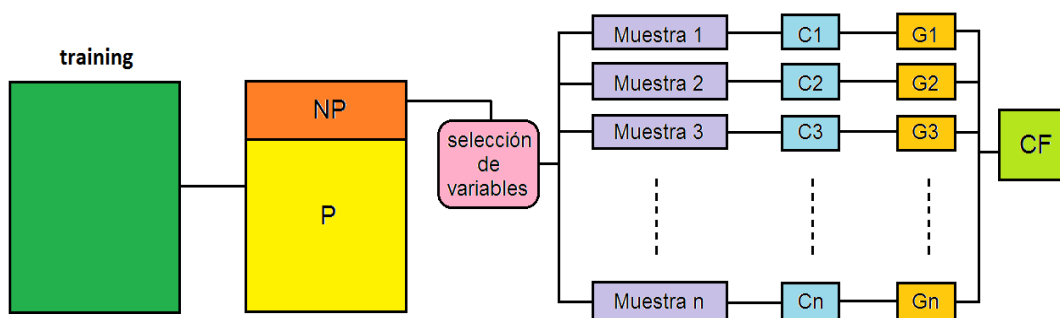 training
NP
P
selección
de
variables
Muestra 1
C1
G1
Muestra 2
C2
G2
Muestra 3
C3
G3
Muestra n
Cn
Gn
CF